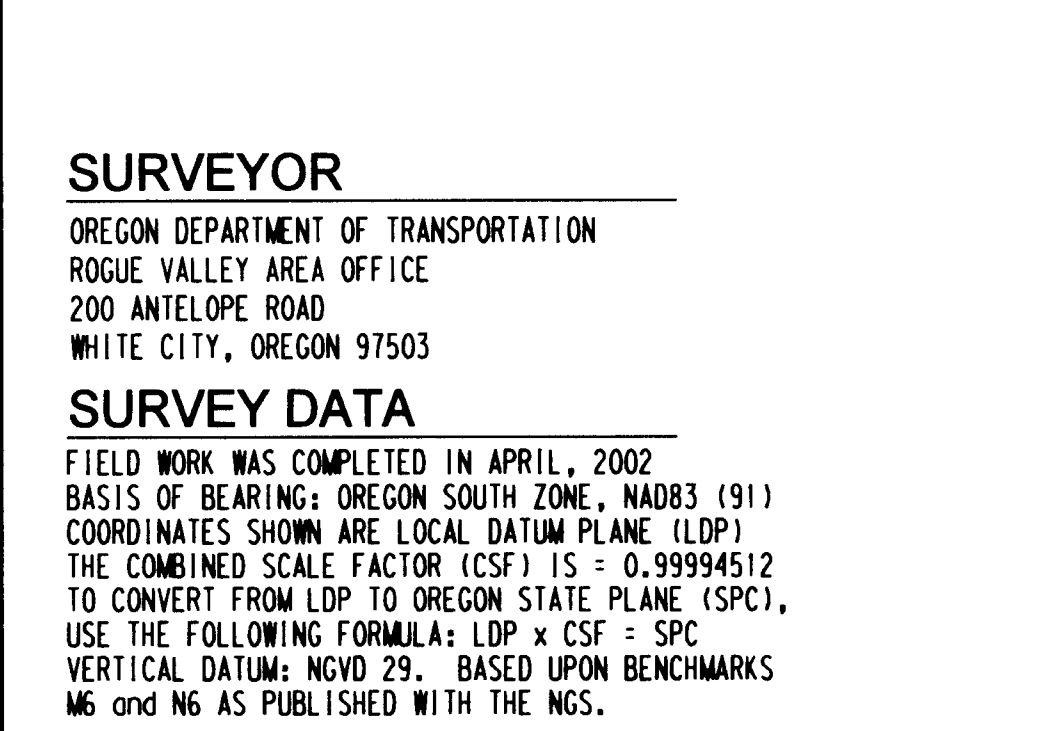 SURVEYOR
OREGON DEPARTMENT OF TRANSPORTATION
ROGUE VALLEY AREA OFFICE
200 ANTELOPE ROAD
WHITE CITY, OREGON 97503
SURVEY DATA
FIELD WORK WAS COMPLETED IN APRIL, 2002
BASIS OF BEARING: OREGON SOUTH ZONE, NAD83 (91)
COORDINATES SHOWN ARE LOCAL DATUM PLANE (LDP)
THE COMBINED SCALE FACTOR (CSF) IS = 0.99994512
TO CONVERT FROM LDP TO OREGON STATE PLANE (SPC),
USE THE FOLLOWING FORMULA: LDP x CSF = SPC
VERTICAL DATUM: NGVD 29. BASED UPON BENCHMARKS
M6 and N6 AS PUBLISHED WITH THE NGS.